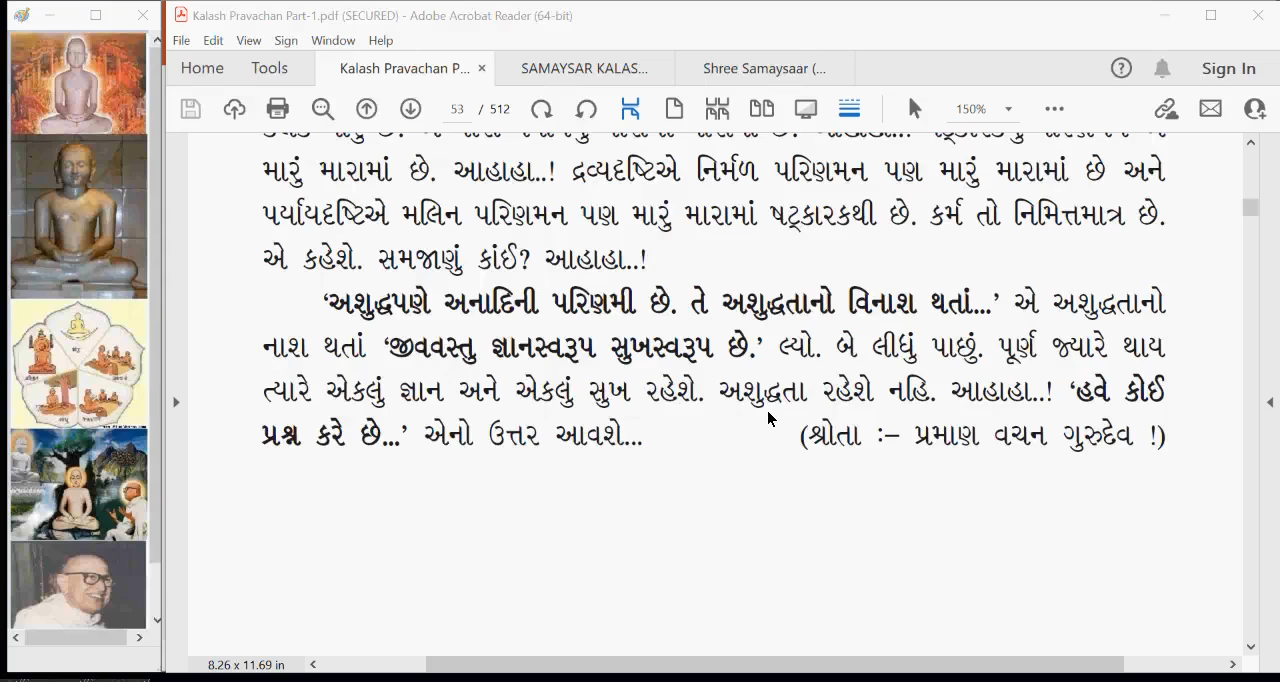 Kalash Pravachan Part-1.pdf (SECURED) - Adobe Acrobat Reader (64-bit)
File Edit View Sign Window Help
Home Tools Kalash Pravachan P... × SAMAYSAR KALAS... Shree Samaysaar (... Sign In
53 / 512 150%
મારું મારામાં છે. આહાહા..! દ્રવ્યદૃષ્ટિએ નિર્મળ પરિણમન પણ મારું મારામાં છે અને
પર્યાયદૃષ્ટિએ મલિન પરિણમન પણ મારું મારામાં ષટ્કારકથી છે. કર્મ તો નિમિત્તમાત્ર છે.
એ કહેશે. સમજાણું કાંઈ? આહાહા..!
‘અશુદ્ધપણે અનાદિની પરિણમી છે. તે અશુદ્ધતાનો વિનાશ થતાં...’ એ અશુદ્ધતાનો
નાશ થતાં ‘જીવવસ્તુ જ્ઞાનસ્વરૂપ સુખસ્વરૂપ છે.’ લ્યો. બે લીધું પાછું. પૂર્ણ જ્યારે થાય
ત્યારે એકલું જ્ઞાન અને એકલું સુખ રહેશે. અશુદ્ધતા રહેશે નહિ. આહાહા..! ‘હવે કોઈ
પ્રશ્ન કરે છે...’ એનો ઉત્તર આવશે... (શ્રોતા :– પ્રમાણ વચન ગુરુદેવ !)
8.26 x 11.69 in